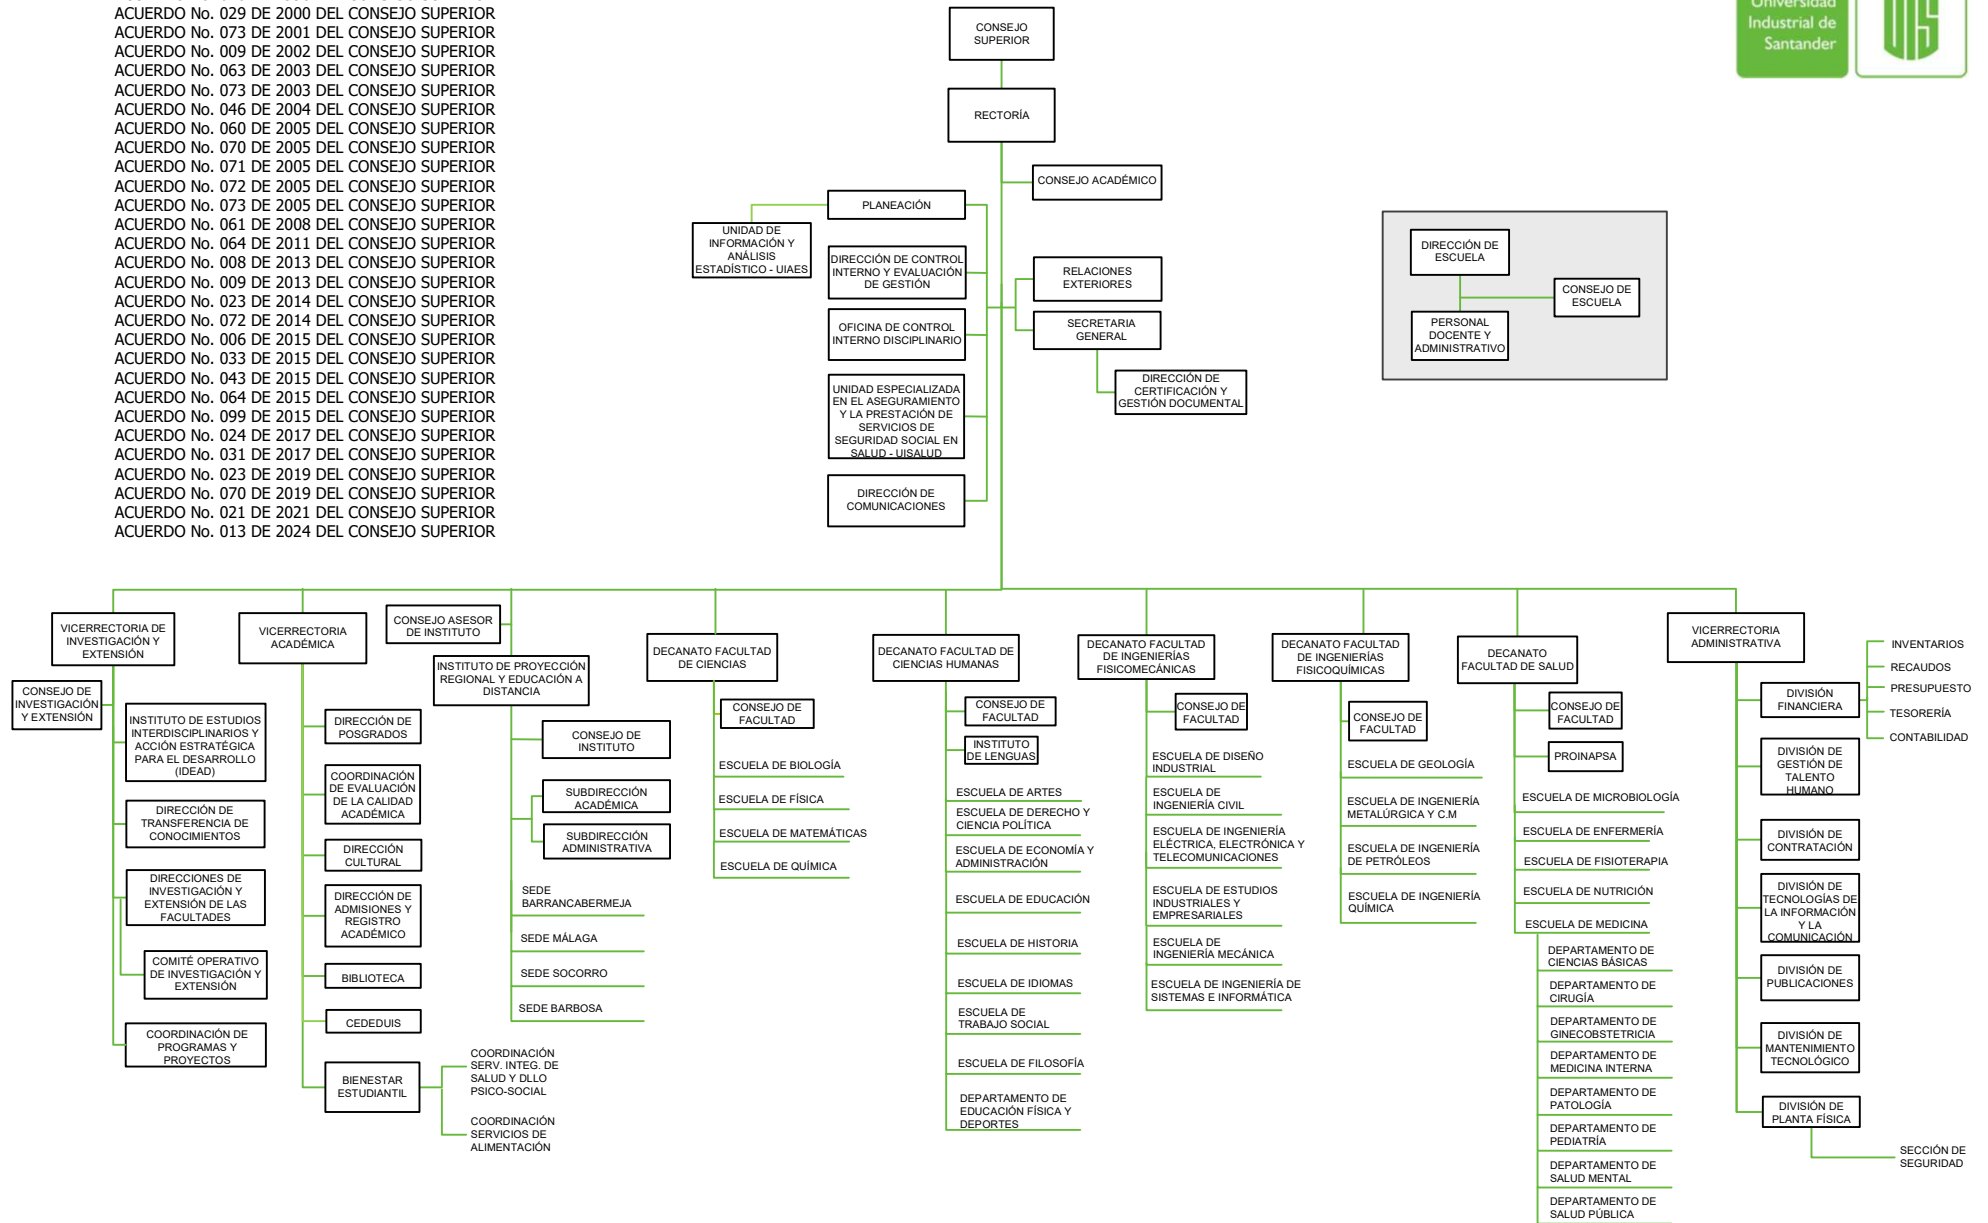 ACUERDO No. 029 DE 2000 DEL CONSEJO SUPERIOR
ACUERDO No. 073 DE 2001 DEL CONSEJO SUPERIOR
ACUERDO No. 009 DE 2002 DEL CONSEJO SUPERIOR
ACUERDO No. 063 DE 2003 DEL CONSEJO SUPERIOR
ACUERDO No. 073 DE 2003 DEL CONSEJO SUPERIOR
ACUERDO No. 046 DE 2004 DEL CONSEJO SUPERIOR
ACUERDO No. 060 DE 2005 DEL CONSEJO SUPERIOR
ACUERDO No. 070 DE 2005 DEL CONSEJO SUPERIOR
ACUERDO No. 071 DE 2005 DEL CONSEJO SUPERIOR
ACUERDO No. 072 DE 2005 DEL CONSEJO SUPERIOR
ACUERDO No. 073 DE 2005 DEL CONSEJO SUPERIOR
ACUERDO No. 061 DE 2008 DEL CONSEJO SUPERIOR
ACUERDO No. 064 DE 2011 DEL CONSEJO SUPERIOR
ACUERDO No. 008 DE 2013 DEL CONSEJO SUPERIOR
ACUERDO No. 009 DE 2013 DEL CONSEJO SUPERIOR
ACUERDO No. 023 DE 2014 DEL CONSEJO SUPERIOR
ACUERDO No. 072 DE 2014 DEL CONSEJO SUPERIOR
ACUERDO No. 006 DE 2015 DEL CONSEJO SUPERIOR
ACUERDO No. 033 DE 2015 DEL CONSEJO SUPERIOR
ACUERDO No. 043 DE 2015 DEL CONSEJO SUPERIOR
ACUERDO No. 064 DE 2015 DEL CONSEJO SUPERIOR
ACUERDO No. 099 DE 2015 DEL CONSEJO SUPERIOR
ACUERDO No. 024 DE 2017 DEL CONSEJO SUPERIOR
ACUERDO No. 031 DE 2017 DEL CONSEJO SUPERIOR
ACUERDO No. 023 DE 2019 DEL CONSEJO SUPERIOR
ACUERDO No. 070 DE 2019 DEL CONSEJO SUPERIOR
ACUERDO No. 021 DE 2021 DEL CONSEJO SUPERIOR
ACUERDO No. 013 DE 2024 DEL CONSEJO SUPERIOR
Universidad
Industrial de
Santander
CONSEJO
SUPERIOR
RECTORÍA
CONSEJO ACADÉMICO
PLANEACIÓN
UNIDAD DE
INFORMACIÓN Y
ANÁLISIS
ESTADÍSTICO - UIAES
DIRECCIÓN DE CONTROL
INTERNO Y EVALUACIÓN
DE GESTIÓN
OFICINA DE CONTROL
INTERNO DISCIPLINARIO
UNIDAD ESPECIALIZADA
EN EL ASEGURAMIENTO
Y LA PRESTACIÓN DE
SERVICIOS DE
SEGURIDAD SOCIAL EN
SALUD - UISALUD
DIRECCIÓN DE
COMUNICACIONES
RELACIONES
EXTERIORES
SECRETARIA
GENERAL
DIRECCIÓN DE
CERTIFICACIÓN Y
GESTIÓN DOCUMENTAL
DIRECCIÓN DE
ESCUELA
CONSEJO DE
ESCUELA
PERSONAL
DOCENTE Y
ADMINISTRATIVO
VICERRECTORIA DE
INVESTIGACIÓN Y
EXTENSIÓN
CONSEJO DE
INVESTIGACIÓN
Y EXTENSIÓN
INSTITUTO DE ESTUDIOS
INTERDISCIPLINARIOS Y
ACCIÓN ESTRATÉGICA
PARA EL DESARROLLO
(IDEAD)
DIRECCIÓN DE
TRANSFERENCIA DE
CONOCIMIENTOS
DIRECCIONES DE
INVESTIGACIÓN Y
EXTENSIÓN DE LAS
FACULTADES
COMITÉ OPERATIVO
DE INVESTIGACIÓN Y
EXTENSIÓN
COORDINACIÓN DE
PROGRAMAS Y
PROYECTOS
VICERRECTORIA
ACADÉMICA
DIRECCIÓN DE
POSGRADOS
COORDINACIÓN
DE EVALUACIÓN
DE LA CALIDAD
ACADÉMICA
DIRECCIÓN
CULTURAL
DIRECCIÓN DE
ADMISIONES Y
REGISTRO
ACADÉMICO
BIBLIOTECA
CEDEDUIS
BIENESTAR
ESTUDIANTIL
COORDINACIÓN
SERV. INTEG. DE
SALUD Y DLLO
PSICO-SOCIAL
COORDINACIÓN
SERVICIOS DE
ALIMENTACIÓN
CONSEJO ASESOR
DE INSTITUTO
INSTITUTO DE PROYECCIÓN
REGIONAL Y EDUCACIÓN A
DISTANCIA
CONSEJO DE
INSTITUTO
SUBDIRECCIÓN
ACADÉMICA
SUBDIRECCIÓN
ADMINISTRATIVA
SEDE
BARRANCABERMEJA
SEDE MÁLAGA
SEDE SOCORRO
SEDE BARBOSA
DECANATO FACULTAD
DE CIENCIAS
CONSEJO DE
FACULTAD
ESCUELA DE BIOLOGÍA
ESCUELA DE FÍSICA
ESCUELA DE MATEMÁTICAS
ESCUELA DE QUÍMICA
DECANATO FACULTAD DE
CIENCIAS HUMANAS
CONSEJO DE
FACULTAD
INSTITUTO
DE LENGUAS
ESCUELA DE ARTES
ESCUELA DE DERECHO Y
CIENCIA POLÍTICA
ESCUELA DE ECONOMÍA Y
ADMINISTRACIÓN
ESCUELA DE EDUCACIÓN
ESCUELA DE HISTORIA
ESCUELA DE IDIOMAS
ESCUELA DE
TRABAJO SOCIAL
ESCUELA DE FILOSOFÍA
DEPARTAMENTO DE
EDUCACIÓN FÍSICA Y
DEPORTES
DECANATO FACULTAD
DE INGENIERÍAS
FISICOMECÁNICAS
CONSEJO DE
FACULTAD
ESCUELA DE DISEÑO
INDUSTRIAL
ESCUELA DE
INGENIERÍA CIVIL
ESCUELA DE INGENIERÍA
ELÉCTRICA, ELECTRÓNICA Y
TELECOMUNICACIONES
ESCUELA DE ESTUDIOS
INDUSTRIALES Y
EMPRESARIALES
ESCUELA DE
INGENIERÍA MECÁNICA
ESCUELA DE INGENIERÍA DE
SISTEMAS E INFORMÁTICA
DECANATO FACULTAD
DE INGENIERÍAS
FISICOQUÍMICAS
CONSEJO DE
FACULTAD
ESCUELA DE GEOLOGÍA
ESCUELA DE INGENIERÍA
METALÚRGICA Y C.M
ESCUELA DE INGENIERÍA
DE PETRÓLEOS
ESCUELA DE INGENIERÍA
QUÍMICA
DECANATO
FACULTAD DE SALUD
CONSEJO DE
FACULTAD
PROINAPSA
ESCUELA DE MICROBIOLOGÍA
ESCUELA DE ENFERMERÍA
ESCUELA DE FISIOTERAPIA
ESCUELA DE NUTRICIÓN
ESCUELA DE MEDICINA
DEPARTAMENTO DE
CIENCIAS BÁSICAS
DEPARTAMENTO DE
CIRUGÍA
DEPARTAMENTO DE
GINECOBSTETRICIA
DEPARTAMENTO DE
MEDICINA INTERNA
DEPARTAMENTO DE
PATOLOGÍA
DEPARTAMENTO DE
PEDIATRÍA
DEPARTAMENTO DE
SALUD MENTAL
DEPARTAMENTO DE
SALUD PÚBLICA
VICERRECTORIA
ADMINISTRATIVA
DIVISIÓN
FINANCIERA
INVENTARIOS
RECAUDOS
PRESUPUESTO
TESORERÍA
CONTABILIDAD
DIVISIÓN DE
GESTIÓN DE
TALENTO
HUMANO
DIVISIÓN DE
CONTRATACIÓN
DIVISIÓN DE
TECNOLOGÍAS DE
LA INFORMACIÓN
Y LA
COMUNICACIÓN
DIVISIÓN DE
PUBLICACIONES
DIVISIÓN DE
MANTENIMIENTO
TECNOLÓGICO
DIVISIÓN DE
PLANTA FÍSICA
SECCIÓN DE
SEGURIDAD